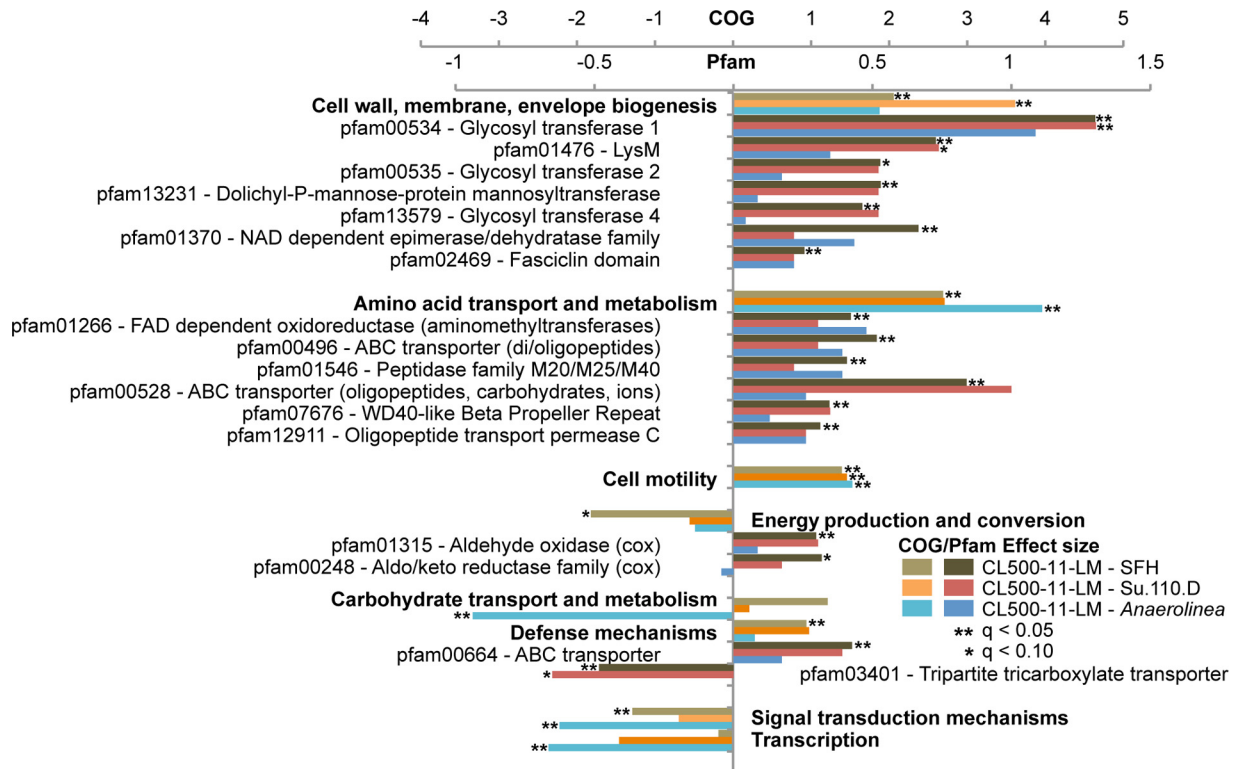 -4 -3 -2 -1 COG 1 2 3 4 5
-1 -0.5 Pfam 0.5 1 1.5
Cell wall, membrane, envelope biogenesis ** **
pfam00534 - Glycosyl transferase 1 ** **
pfam01476 - LysM ** *
pfam00535 - Glycosyl transferase 2 *
pfam13231 - Dolichyl-P-mannose-protein mannosyltransferase **
pfam13579 - Glycosyl transferase 4 **
pfam01370 - NAD dependent epimerase/dehydratase family **
pfam02469 - Fasciclin domain **
Amino acid transport and metabolism ** **
pfam01266 - FAD dependent oxidoreductase (aminomethyltransferases) **
pfam00496 - ABC transporter (di/oligopeptides) **
pfam01546 - Peptidase family M20/M25/M40 **
pfam00528 - ABC transporter (oligopeptides, carbohydrates, ions) **
pfam07676 - WD40-like Beta Propeller Repeat **
pfam12911 - Oligopeptide transport permease C **
Cell motility ** ** **
* Energy production and conversion
pfam01315 - Aldehyde oxidase (cox) **
pfam00248 - Aldo/keto reductase family (cox) *
COG/Pfam Effect size
CL500-11-LM - SFH
CL500-11-LM - Su.110.D
CL500-11-LM - Anaerolinea
** q < 0.05
* q < 0.10
Carbohydrate transport and metabolism
**
Defense mechanisms **
pfam00664 - ABC transporter **
** * pfam03401 - Tripartite tricarboxylate transporter
** ** Signal transduction mechanisms
** Transcription